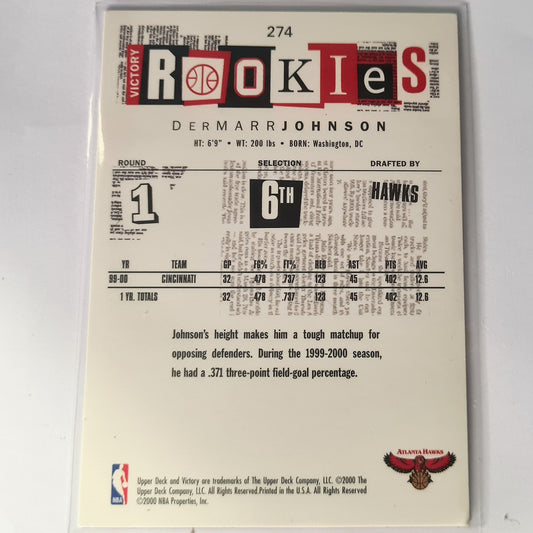 274
VICTORY
ROOKIES
DERMARR JOHNSON
HT: 6'9" • WT: 200 lbs • BORN: Washington, DC
ROUND SELECTION DRAFTED BY
1 6TH HAWKS
YR TEAM GP FG% FT% REB AST PTS AVG
99-00 CINCINNATI 32 .478 .737 123 45 402 12.6
1 YR. TOTALS 32 .478 .737 123 45 402 12.6
Johnson's height makes him a tough matchup for
opposing defenders. During the 1999-2000 season,
he had a .371 three-point field-goal percentage.
ATLANTA HAWKS
NBA
Upper Deck and Victory are trademarks of The Upper Deck Company, LLC. ©2000 The
Upper Deck Company, LLC. All Rights Reserved.Printed in the U.S.A. All Rights Reserved
©2000 NBA Properties, Inc.